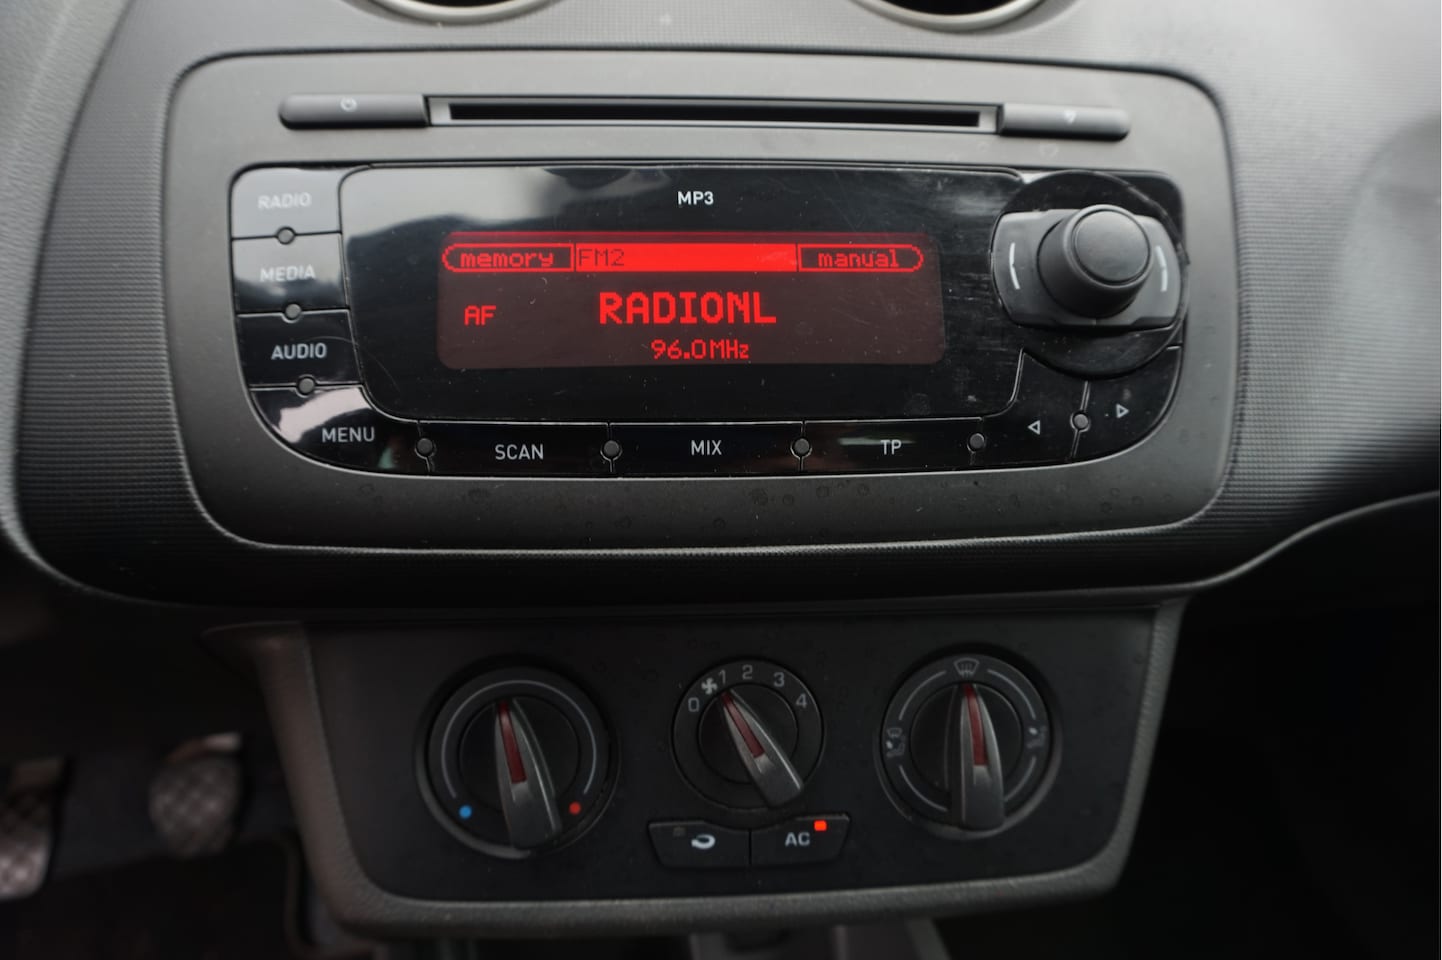 MP3
RADIO
MEDIA
AUDIO
MENU
memory FM2 manual
AF RADIONL
96.0MHz
SCAN MIX TP
0 1 2 3 4
AC